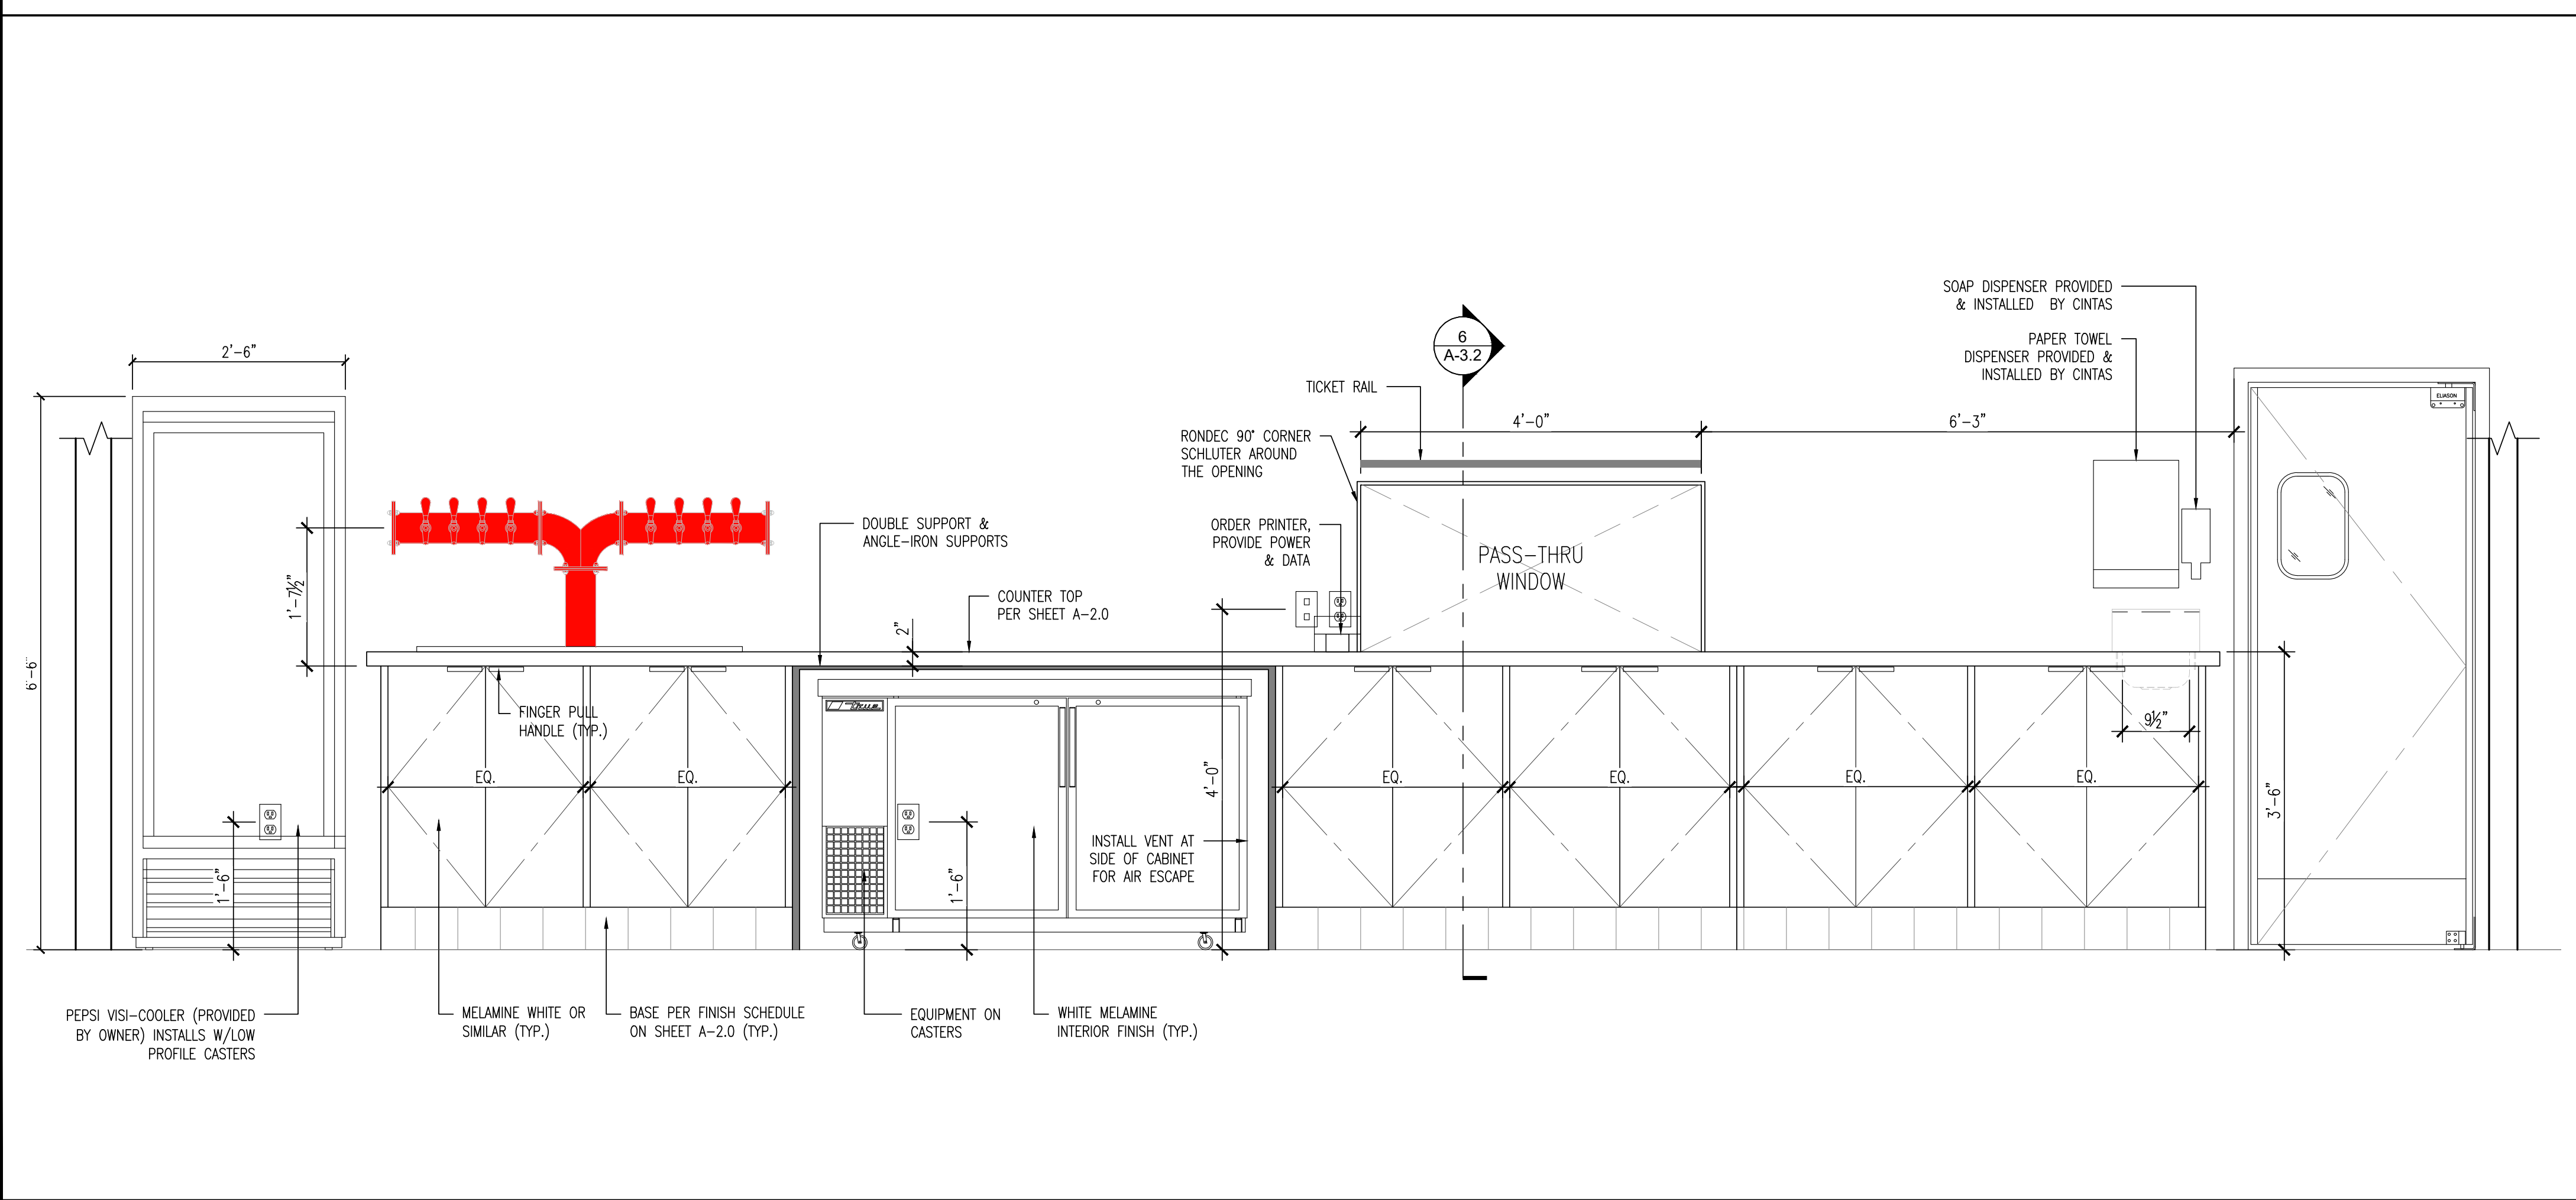 SOAP DISPENSER PROVIDED
& INSTALLED BY CINTAS
PAPER TOWEL
DISPENSER PROVIDED &
INSTALLED BY CINTAS
6
A-3.2
2'-6"
TICKET RAIL
4'-0"
6'-3"
ELIASON
RONDEC 90° CORNER
SCHLUTER AROUND
THE OPENING
DOUBLE SUPPORT &
ANGLE-IRON SUPPORTS
ORDER PRINTER,
PROVIDE POWER
& DATA
PASS-THRU
WINDOW
1'-7½"
COUNTER TOP
PER SHEET A-2.0
2"
6'-6"
FINGER PULL
HANDLE (TYP.)
True
9½"
EQ.
EQ.
4'-0"
EQ.
EQ.
EQ.
EQ.
3'-6"
INSTALL VENT AT
SIDE OF CABINET
FOR AIR ESCAPE
1'-6"
1'-6"
PEPSI VISI-COOLER (PROVIDED
BY OWNER) INSTALLS W/LOW
PROFILE CASTERS
MELAMINE WHITE OR
SIMILAR (TYP.)
BASE PER FINISH SCHEDULE
ON SHEET A-2.0 (TYP.)
EQUIPMENT ON
CASTERS
WHITE MELAMINE
INTERIOR FINISH (TYP.)